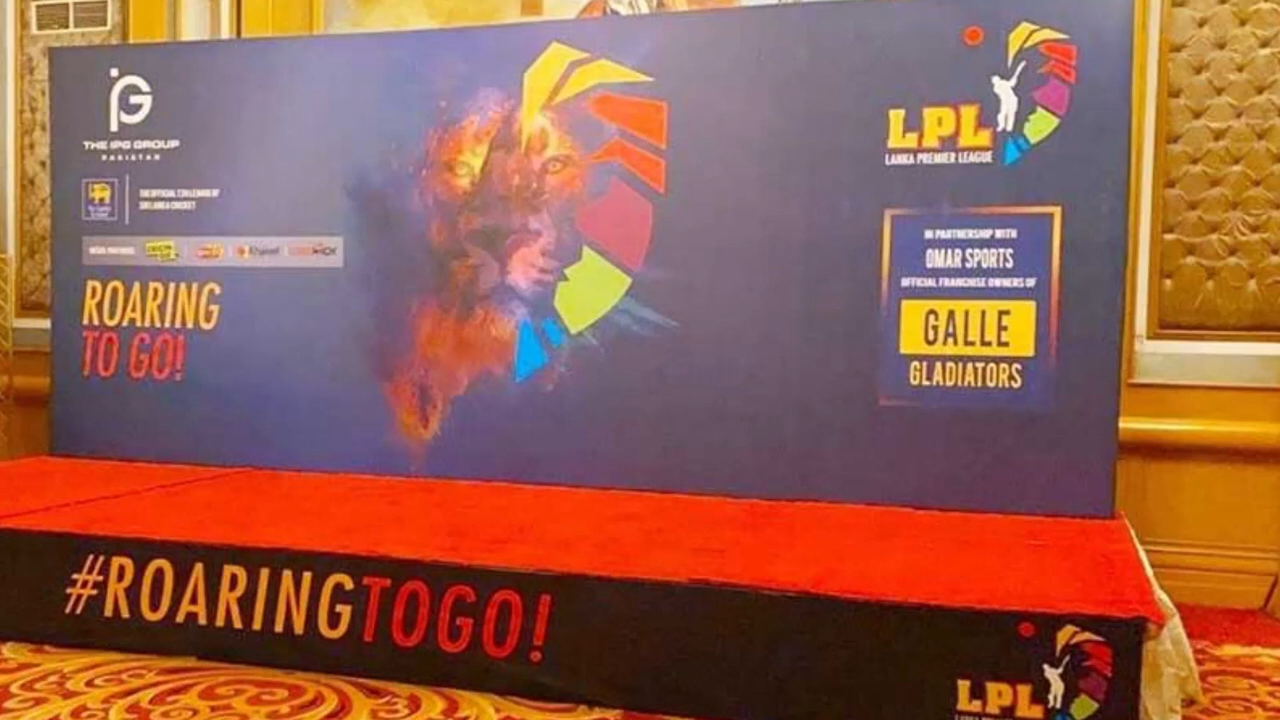 THE IPG GROUP
PAKISTAN
THE OFFICIAL T20 LEAGUE OF
SRI LANKA CRICKET
ROARING
TO GO!
LPL
LANKA PREMIER LEAGUE
IN PARTNERSHIP WITH
OMAR SPORTS
OFFICIAL FRANCHISE OWNERS OF
GALLE
GLADIATORS
#ROARINGTOGO!
LPL